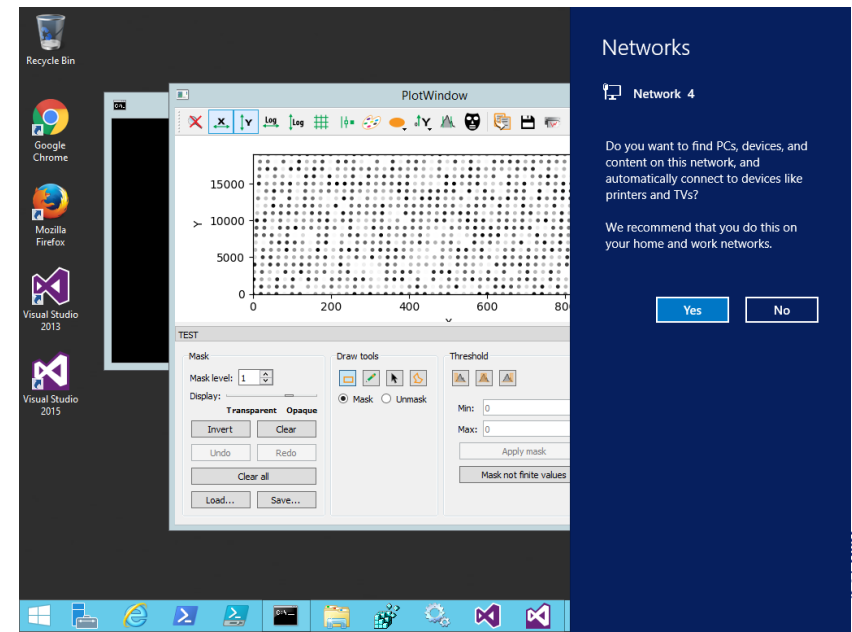 Recycle Bin
Google
Chrome
Mozilla
Firefox
Visual Studio
2013
Visual Studio
2015
C:\.
PlotWindow
X
Y
Log
Log
Y
15000
10000
5000
0
Y
0
200
400
600
80
TEST
Mask
Mask level: 1
Display:
Transparent Opaque
Invert
Clear
Undo
Redo
Clear all
Load...
Save...
Draw tools
Mask
Unmask
Threshold
Min: 0
Max: 0
Apply mask
Mask not finite values
Networks
Network 4
Do you want to find PCs, devices, and
content on this network, and
automatically connect to devices like
printers and TVs?
We recommend that you do this on
your home and work networks.
Yes
No